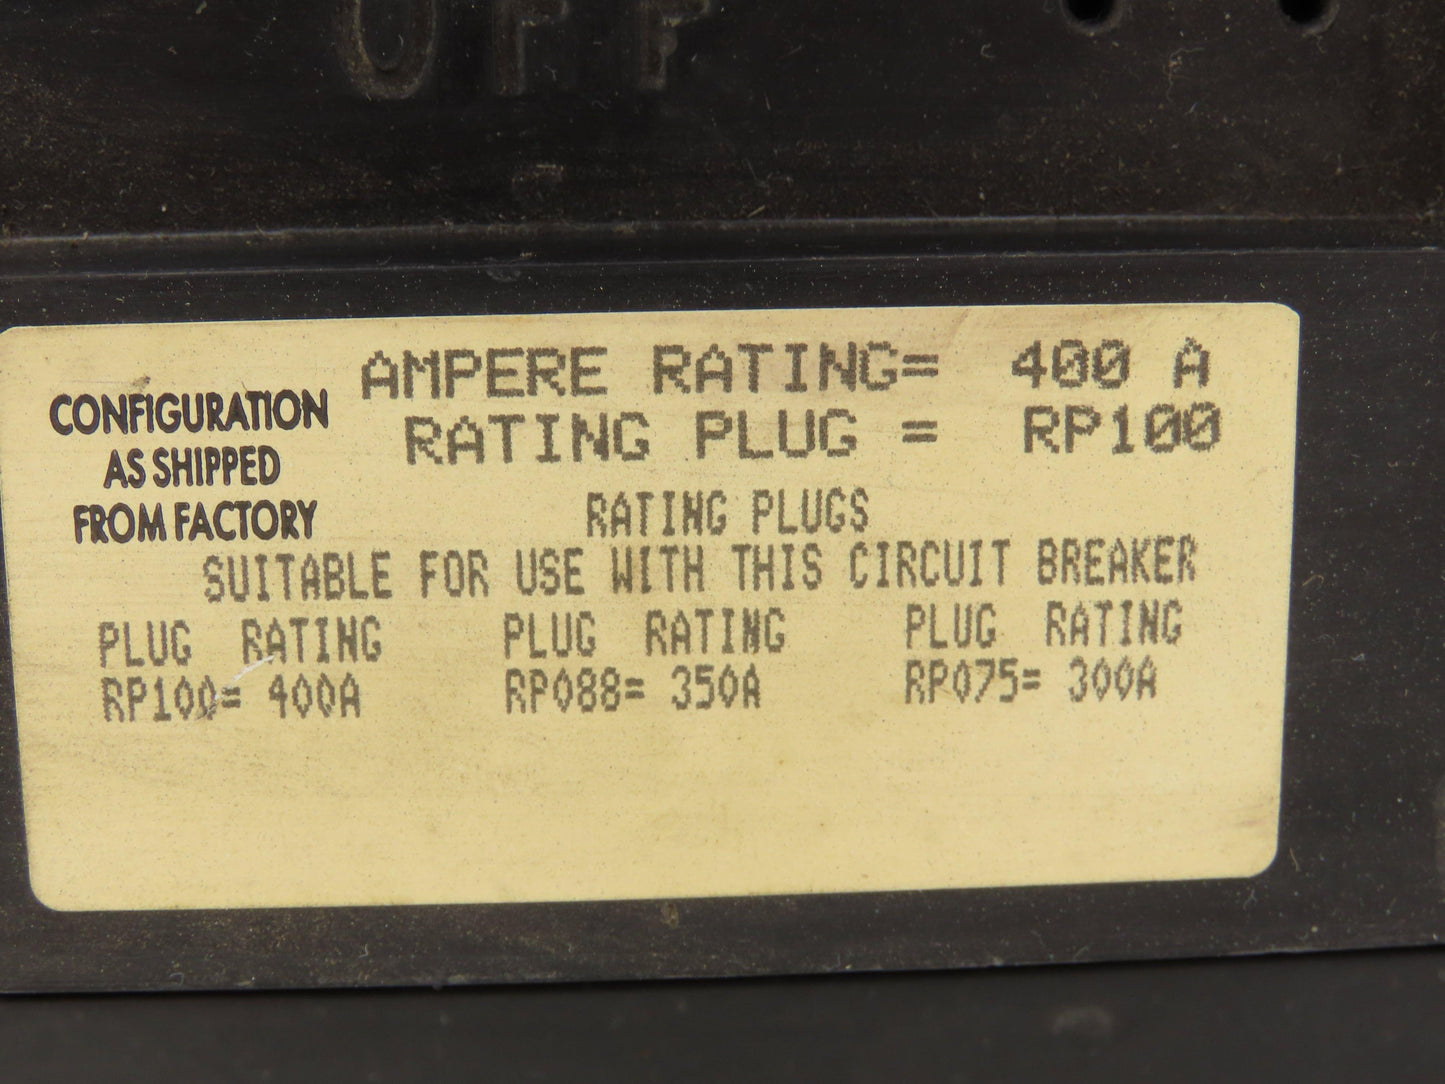 OFF
AMPERE RATING= 400 A
CONFIGURATION
AS SHIPPED
FROM FACTORY
RATING PLUG = RP100
RATING PLUGS
SUITABLE FOR USE WITH THIS CIRCUIT BREAKER
PLUG RATING PLUG RATING PLUG RATING
RP100= 400A RP088= 350A RP075= 300A